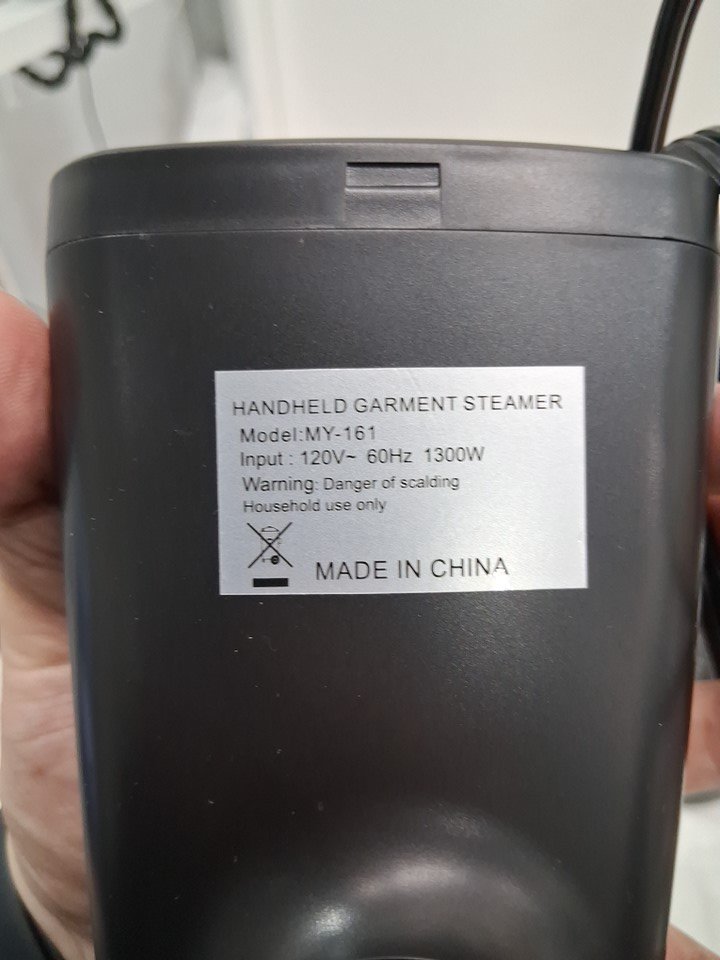 HANDHELD GARMENT STEAMER
Model:MY-161
Input : 120V~ 60Hz 1300W
Warning: Danger of scalding
Household use only
MADE IN CHINA